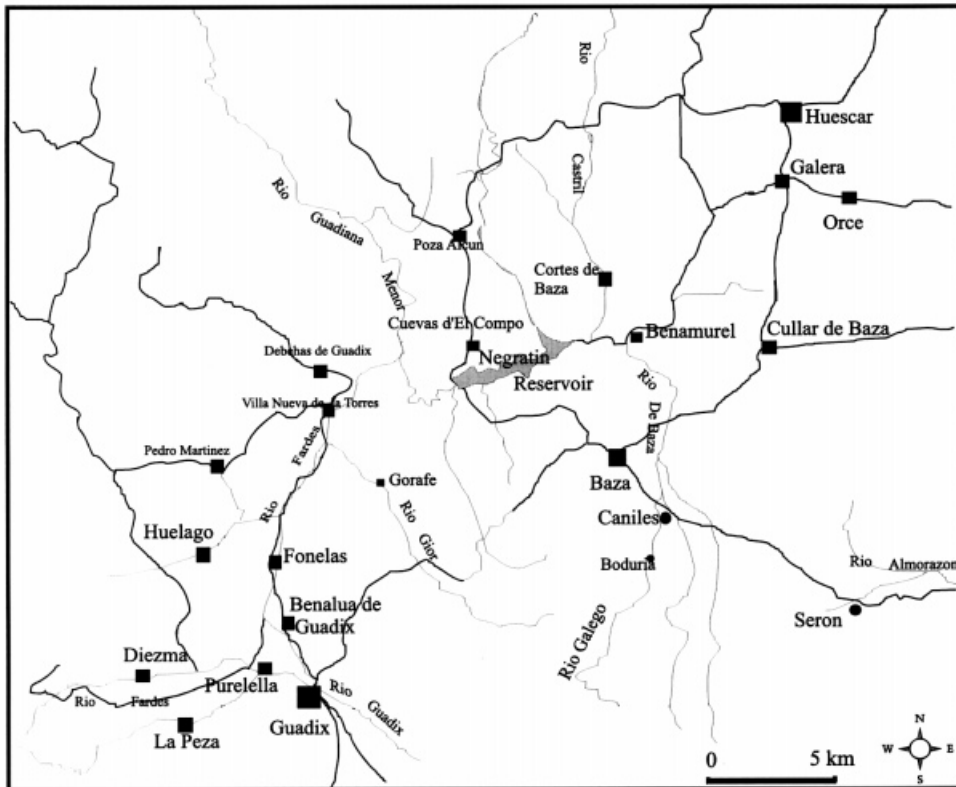 Rio
Castril
Huescar
Galera
Orce
Rio
Guadiana
Menor
Poza Alcun
Cortes de
Baza
Cuevas d'El Compo
Negratin
Reservoir
Benamurel
Cullar de Baza
Debehas de Guadix
Villa Nueva de la Torres
Rio
De Baza
Pedro Martinez
Fardes
Rio
Gorafe
Rio
Gior
Baza
Caniles
Boduria
Huelago
Fonelas
Rio
Almorazon
Seron
Rio Galego
Benalua de
Guadix
Diezma
Purelella
Rio
Guadix
Rio
Fardes
La Peza
Guadix
N
W
E
S
0
5 km